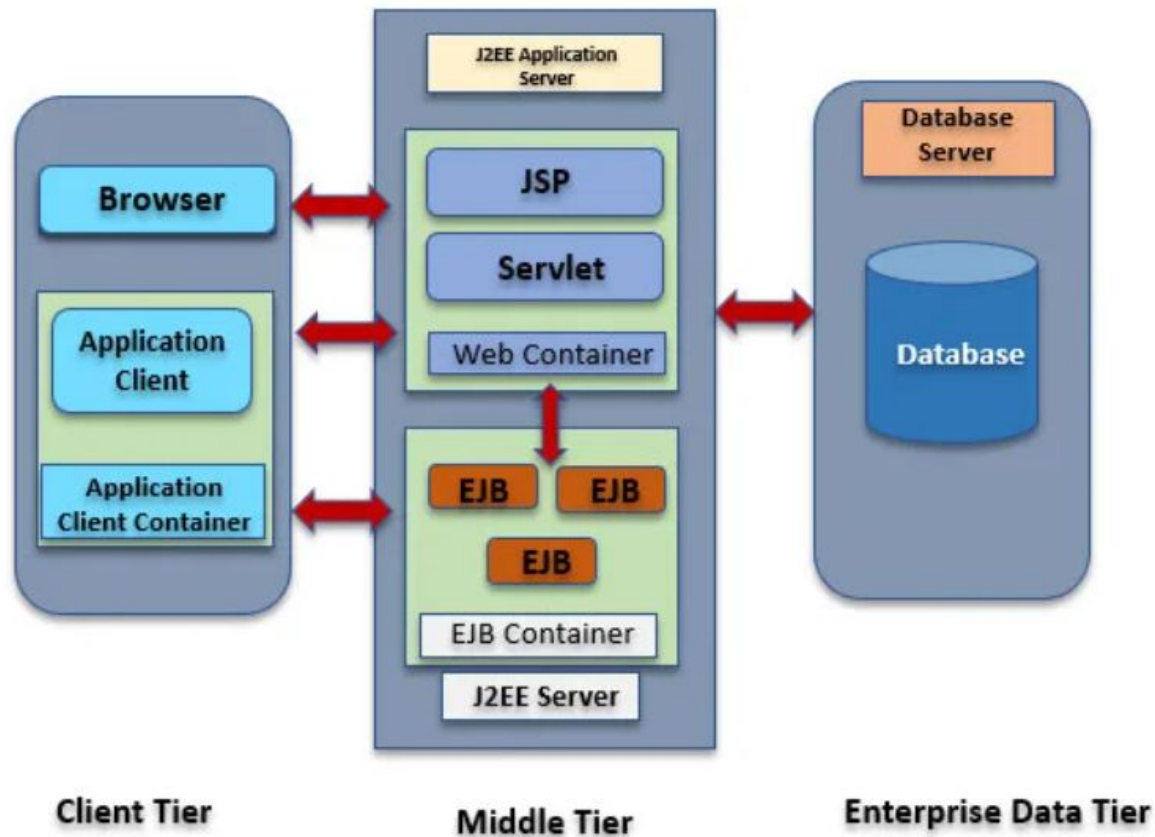 J2EE Application
Server
Database
Server
Browser
JSP
Servlet
Application
Client
Web Container
Database
Application
Client Container
EJB
EJB
EJB
EJB Container
J2EE Server
Client Tier
Middle Tier
Enterprise Data Tier